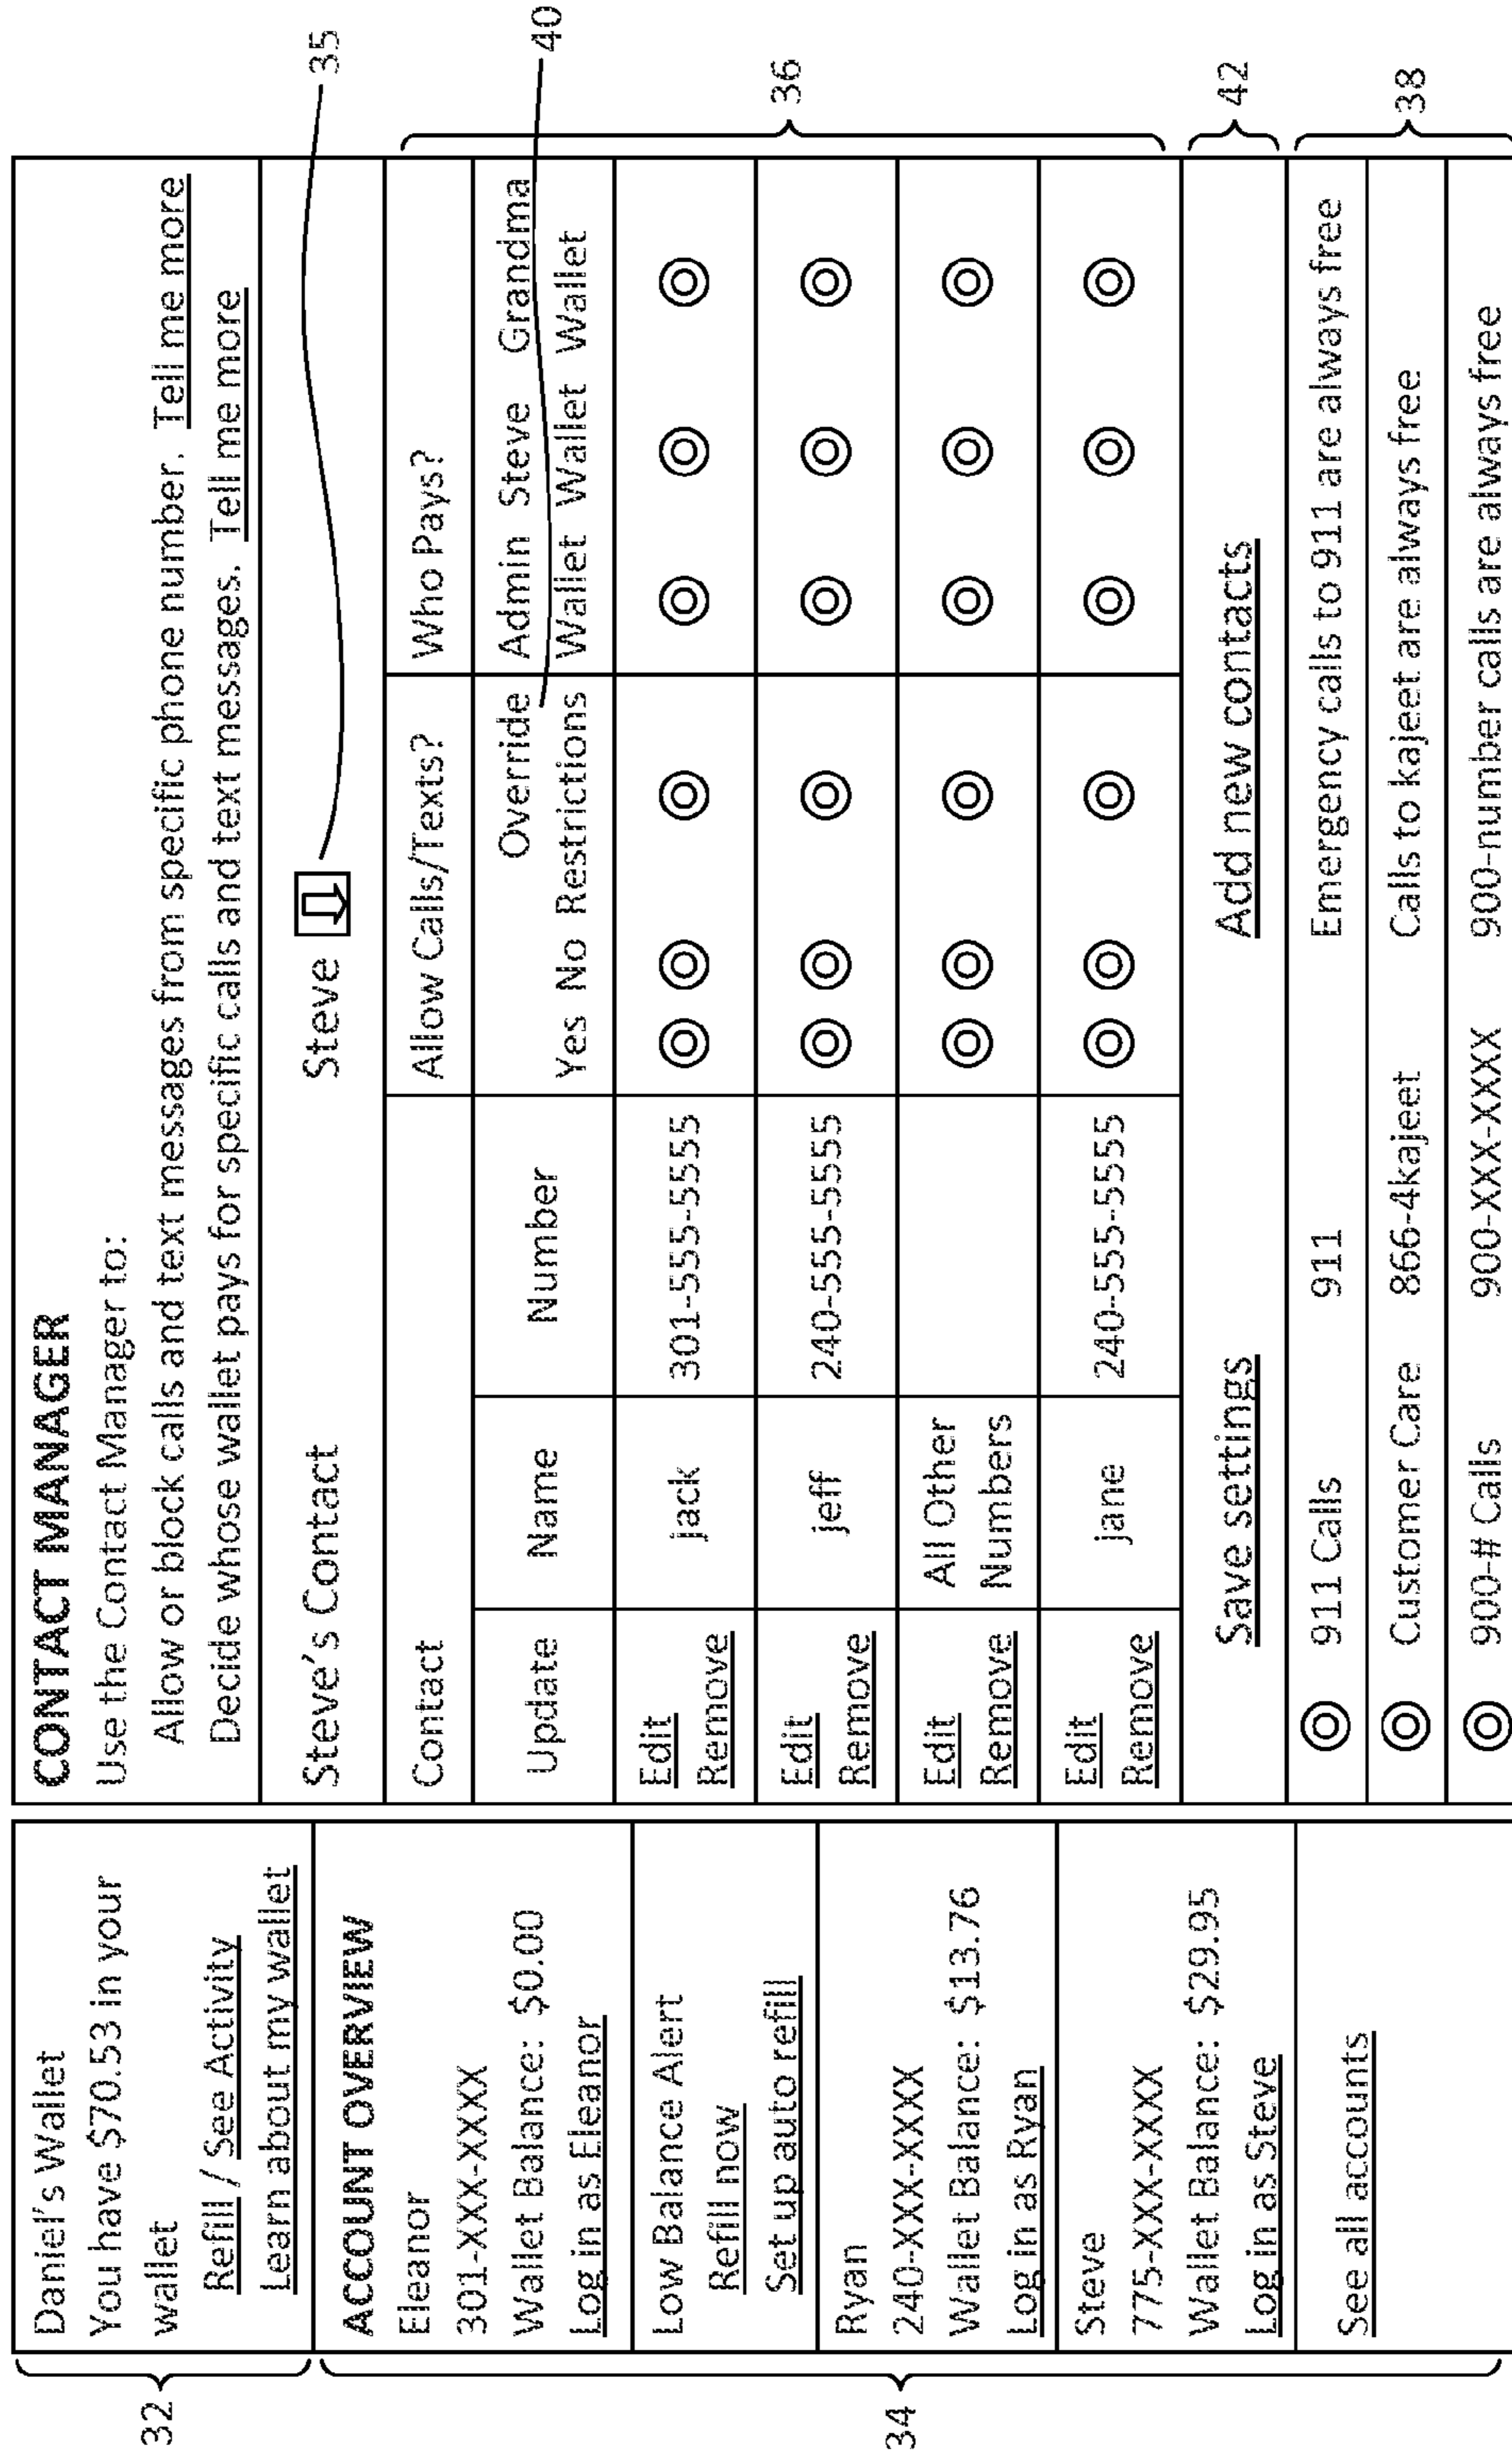 32
Daniel's Wallet
You have $70.53 in your
wallet
Refill / See Activity
Learn about my wallet
34
ACCOUNT OVERVIEW
Eleanor
301-XXX-XXXX
Wallet Balance: $0.00
Log in as Eleanor
Low Balance Alert
Refill now
Set up auto refill
Ryan
240-XXX-XXXX
Wallet Balance: $13.76
Log in as Ryan
Steve
775-XXX-XXXX
Wallet Balance: $29.95
Log in as Steve
See all accounts
CONTACT MANAGER
Use the Contact Manager to:
Allow or block calls and text messages from specific phone number. Tell me more
Decide whose wallet pays for specific calls and text messages. Tell me more
Steve's Contact Steve 35
Contact Allow Calls/Texts? Who Pays?
Override Admin Steve Grandma 40
Update Name Number Yes No Restrictions Wallet Wallet Wallet
Edit
Remove jack 301-555-5555
Edit
Remove jeff 240-555-5555
36
Edit All Other
Remove Numbers
Edit
Remove jane 240-555-5555
Save settings Add new contacts 42
911 Calls 911 Emergency calls to 911 are always free
Customer Care 866-4kajeet Calls to kajeet are always free 38
900-# Calls 900-XXX-XXXX 900-number calls are always free